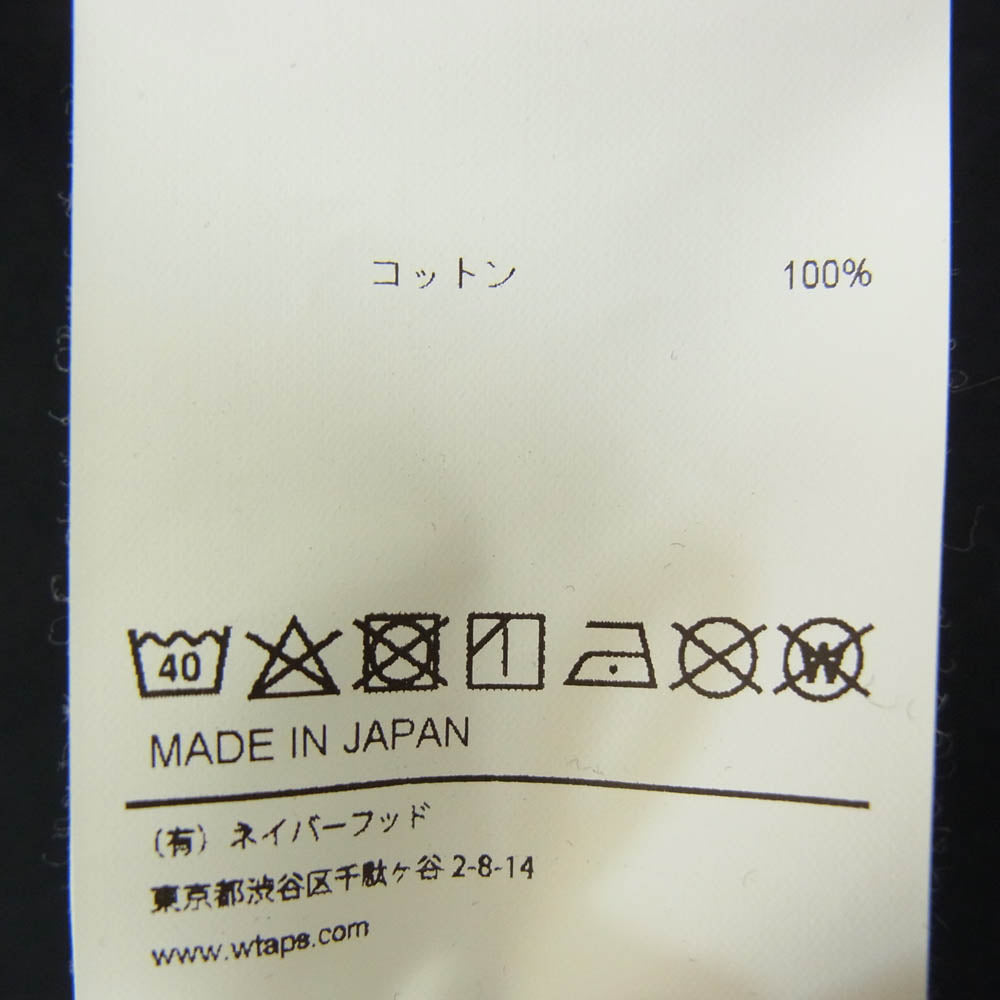 コットン 100%
40 W
MADE IN JAPAN
(有) ネイバーフッド
東京都渋谷区千駄ヶ谷 2-8-14
www.wtaps.com